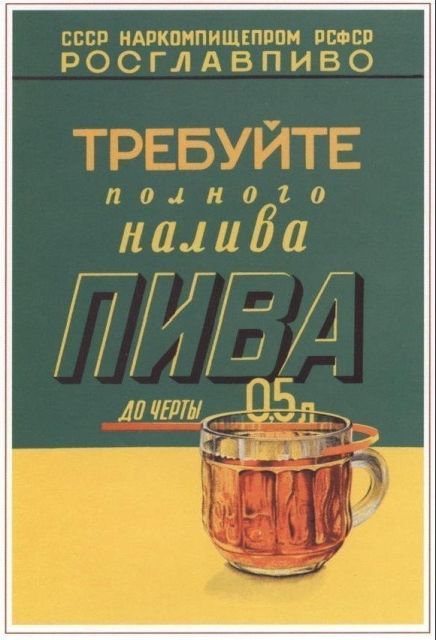 СССР НАРКОМПИЩЕПРОМ РСФСР
РОСГЛАВПИВО
ТРЕБУЙТЕ
полного
налива
ПИВА
ДО ЧЕРТЫ 0,5 л